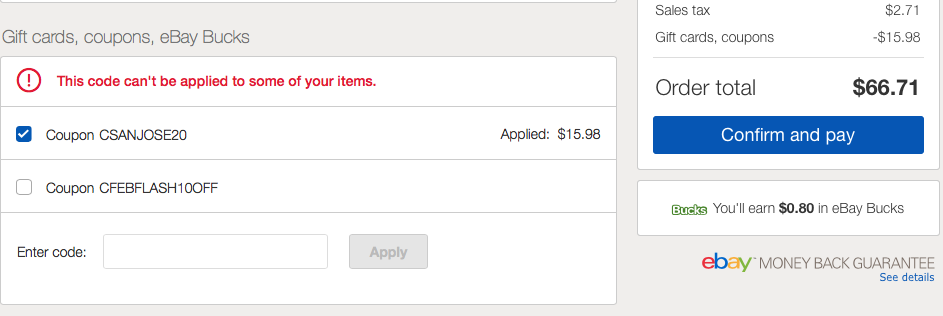 Gift cards, coupons, eBay Bucks
This code can't be applied to some of your items.
Coupon CSANJOSE20 Applied: $15.98
Coupon CFEBFLASH10OFF
Enter code: Apply
Sales tax $2.71
Gift cards, coupons -$15.98
Order total $66.71
Confirm and pay
Bucks You'll earn $0.80 in eBay Bucks
ebay™ MONEY BACK GUARANTEE
See details